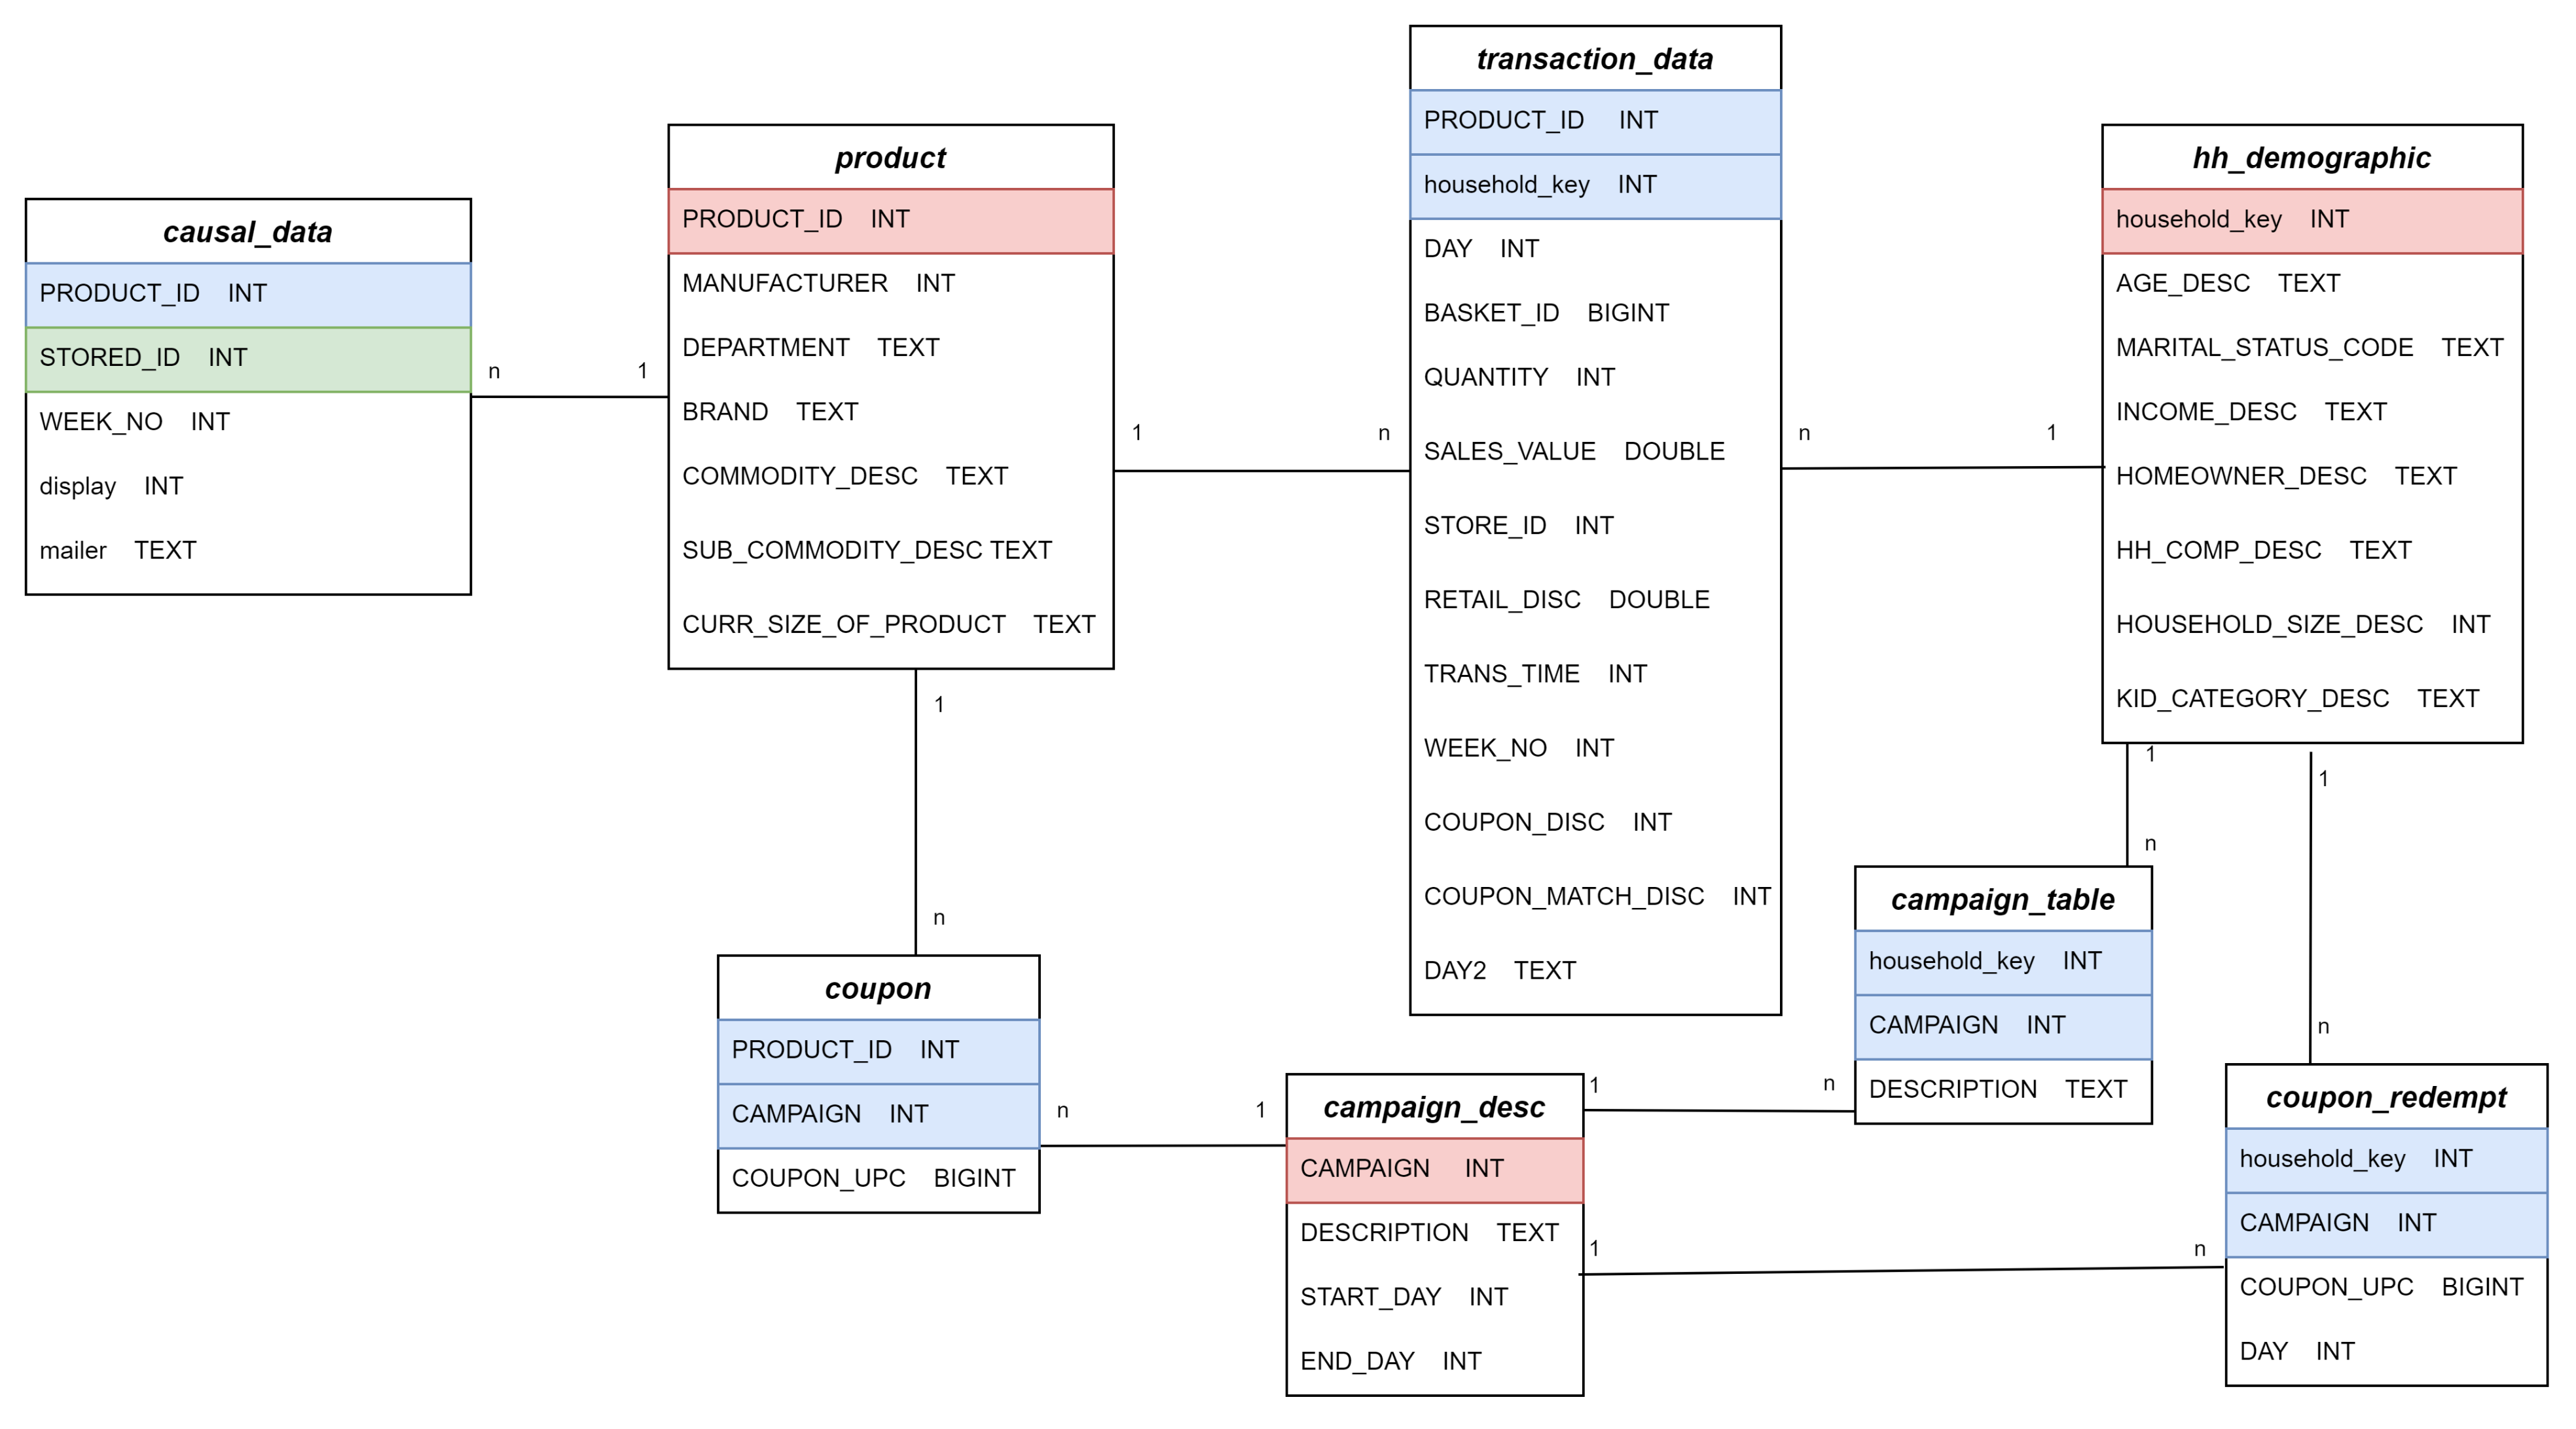 causal_data
PRODUCT_ID INT
STORED_ID INT
WEEK_NO INT
display INT
mailer TEXT
n
1
product
PRODUCT_ID INT
MANUFACTURER INT
DEPARTMENT TEXT
BRAND TEXT
COMMODITY_DESC TEXT
SUB_COMMODITY_DESC TEXT
CURR_SIZE_OF_PRODUCT TEXT
1
n
transaction_data
PRODUCT_ID INT
household_key INT
DAY INT
BASKET_ID BIGINT
QUANTITY INT
SALES_VALUE DOUBLE
STORE_ID INT
RETAIL_DISC DOUBLE
TRANS_TIME INT
WEEK_NO INT
COUPON_DISC INT
COUPON_MATCH_DISC INT
DAY2 TEXT
n
1
hh_demographic
household_key INT
AGE_DESC TEXT
MARITAL_STATUS_CODE TEXT
INCOME_DESC TEXT
HOMEOWNER_DESC TEXT
HH_COMP_DESC TEXT
HOUSEHOLD_SIZE_DESC INT
KID_CATEGORY_DESC TEXT
1
n
1
n
1
n
coupon
PRODUCT_ID INT
CAMPAIGN INT
COUPON_UPC BIGINT
n
1
campaign_desc
CAMPAIGN INT
DESCRIPTION TEXT
START_DAY INT
END_DAY INT
1
n
1
n
campaign_table
household_key INT
CAMPAIGN INT
DESCRIPTION TEXT
coupon_redempt
household_key INT
CAMPAIGN INT
COUPON_UPC BIGINT
DAY INT